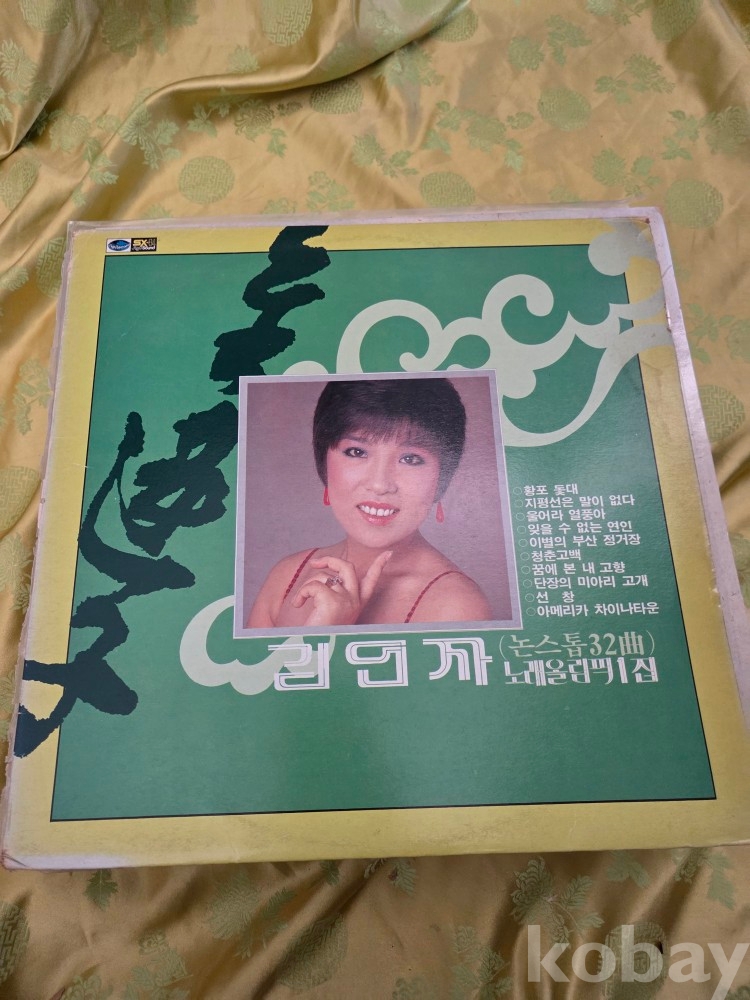 金蓮子
황포 돛대
지평선은 말이 없다
울어라 열풍아
잊을 수 없는 연인
이별의 부산 정거장
청춘고백
꿈에 본 내 고향
단장의 미아리 고개
선 창
아메리카 차이나타운
김연자
(논스톱32曲)
노래올림픽1집
kobay